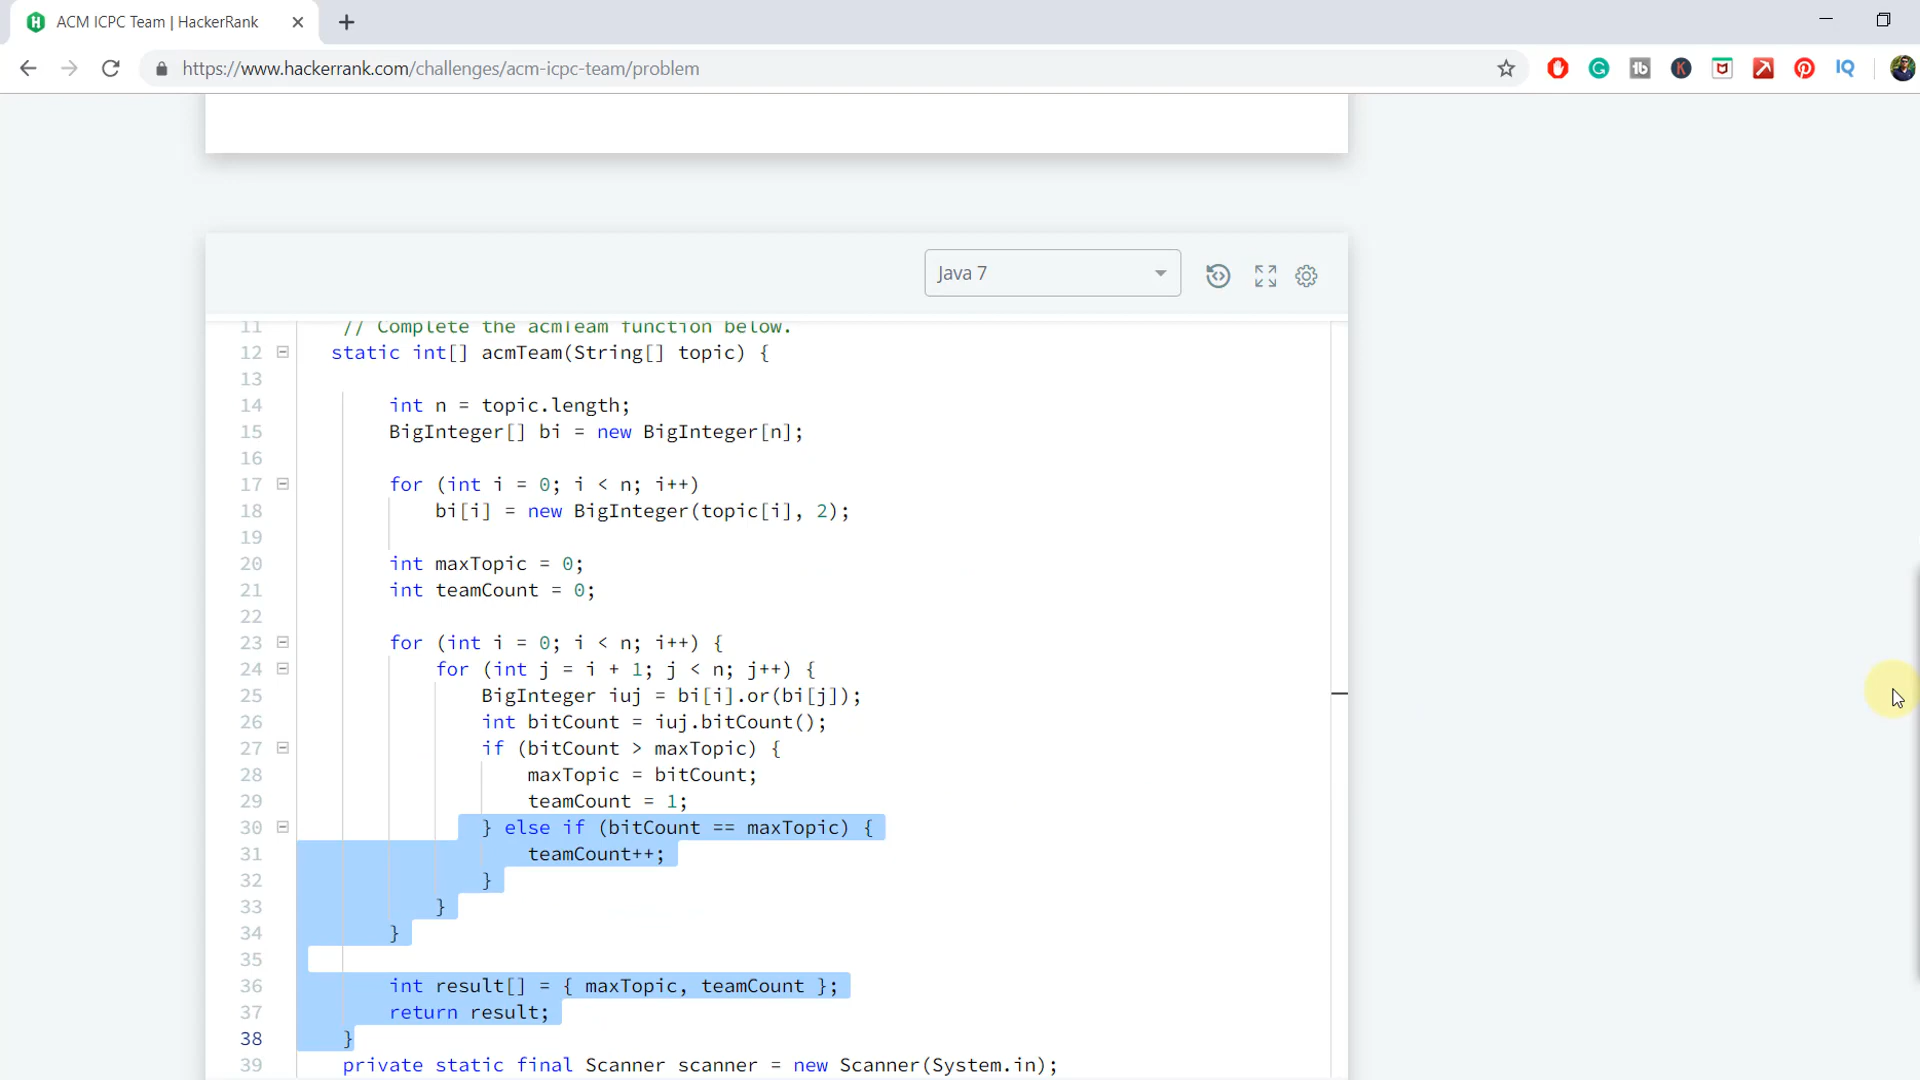 ACM ICPC Team | HackerRank
https://www.hackerrank.com/challenges/acm-icpc-team/problem
Java 7
11 // Complete the acmTeam function below.
12 static int[] acmTeam(String[] topic) {
13
14 int n = topic.length;
15 BigInteger[] bi = new BigInteger[n];
16
17 for (int i = 0; i < n; i++)
18 bi[i] = new BigInteger(topic[i], 2);
19
20 int maxTopic = 0;
21 int teamCount = 0;
22
23 for (int i = 0; i < n; i++) {
24 for (int j = i + 1; j < n; j++) {
25 BigInteger iuj = bi[i].or(bi[j]);
26 int bitCount = iuj.bitCount();
27 if (bitCount > maxTopic) {
28 maxTopic = bitCount;
29 teamCount = 1;
30 } else if (bitCount == maxTopic) {
31 teamCount++;
32 }
33 }
34 }
35
36 int result[] = { maxTopic, teamCount };
37 return result;
38 }
39 private static final Scanner scanner = new Scanner(System.in);